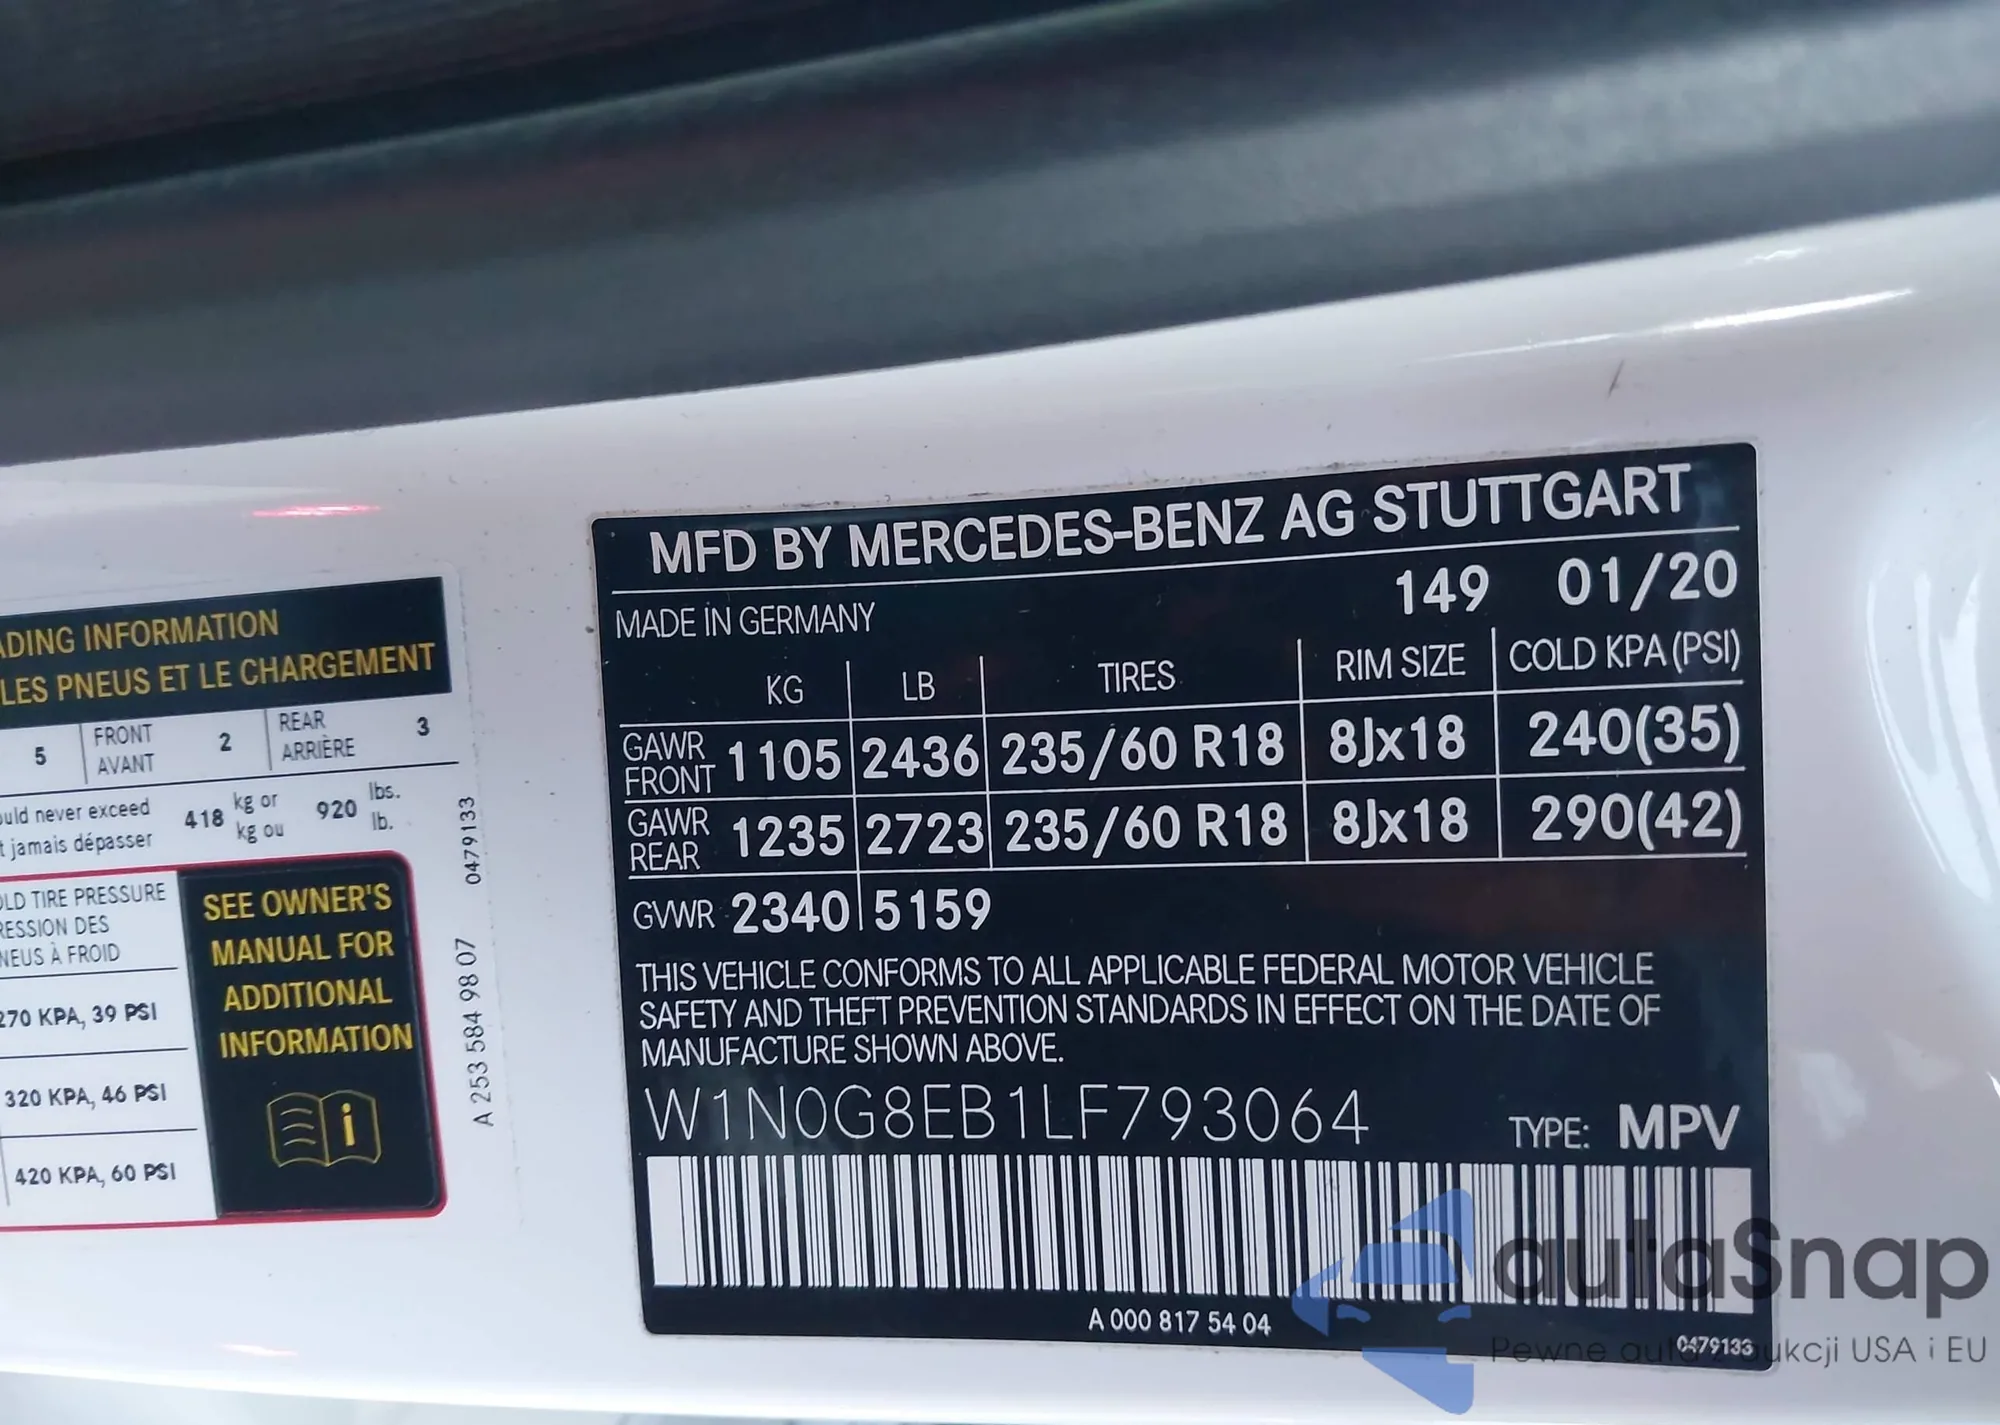 ADING INFORMATION
LES PNEUS ET LE CHARGEMENT
5 FRONT AVANT 2 REAR ARRIÈRE 3
never exceed 418 kg or 920 lbs.
jamais dépasser kg ou lb.
TIRE PRESSURE
DES
À FROID
270 KPA, 39 PSI
320 KPA, 46 PSI
420 KPA, 60 PSI
SEE OWNER'S
MANUAL FOR
ADDITIONAL
INFORMATION
i
A 253 584 98 07 0479133
MFD BY MERCEDES-BENZ AG STUTTGART
149 01/20
MADE IN GERMANY
KG LB TIRES RIM SIZE COLD KPA (PSI)
GAWR FRONT 1105 2436 235/60 R18 8Jx18 240(35)
GAWR REAR 1235 2723 235/60 R18 8Jx18 290(42)
GVWR 2340 5159
THIS VEHICLE CONFORMS TO ALL APPLICABLE FEDERAL MOTOR VEHICLE
SAFETY AND THEFT PREVENTION STANDARDS IN EFFECT ON THE DATE OF
MANUFACTURE SHOWN ABOVE.
W1N0G8EB1LF793064 TYPE: MPV
A 000 817 54 04
0479133
autaSnap
Pewne auta z aukcji USA i EU